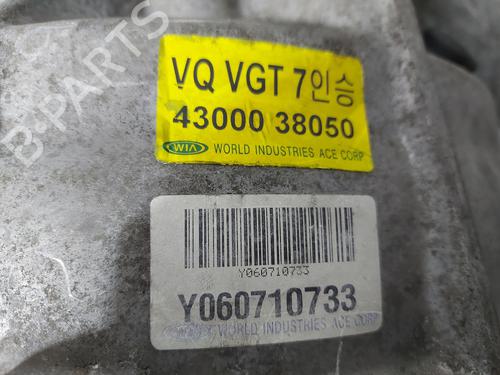 B-PARTS
VQ VGT 7인승
43000 38050
WIA WORLD INDUSTRIES ACE CORP
Y060710733
Y060710733
WORLD INDUSTRIES ACE CORP